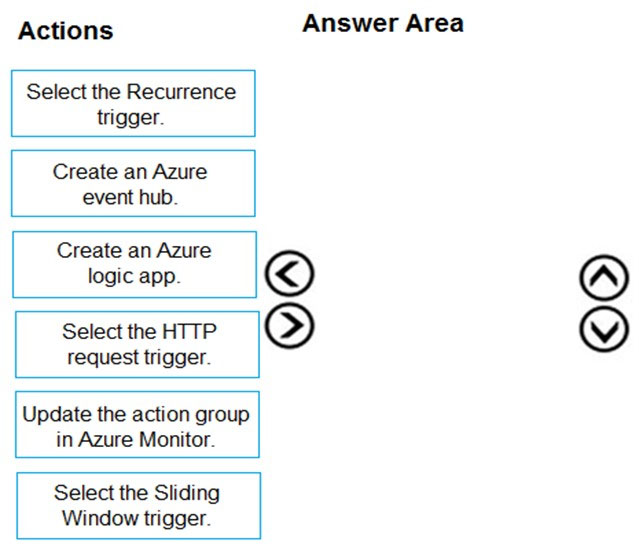 Actions
Answer Area
Select the Recurrence
trigger.
Create an Azure
event hub.
Create an Azure
logic app.
Select the HTTP
request trigger.
Update the action group
in Azure Monitor.
Select the Sliding
Window trigger.